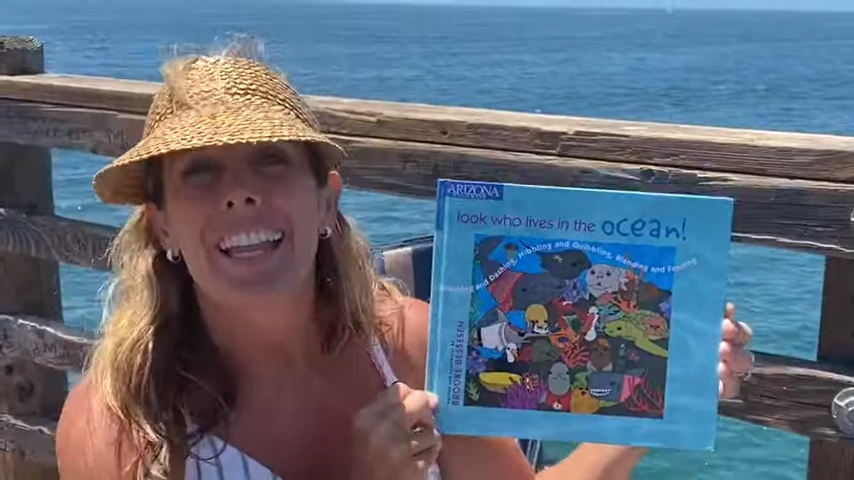 ARIZONA
look who lives in the ocean!
Splashing and Dashing, Nibbling and Quibbling, Blending and Fending
BROOKE BESSESEN